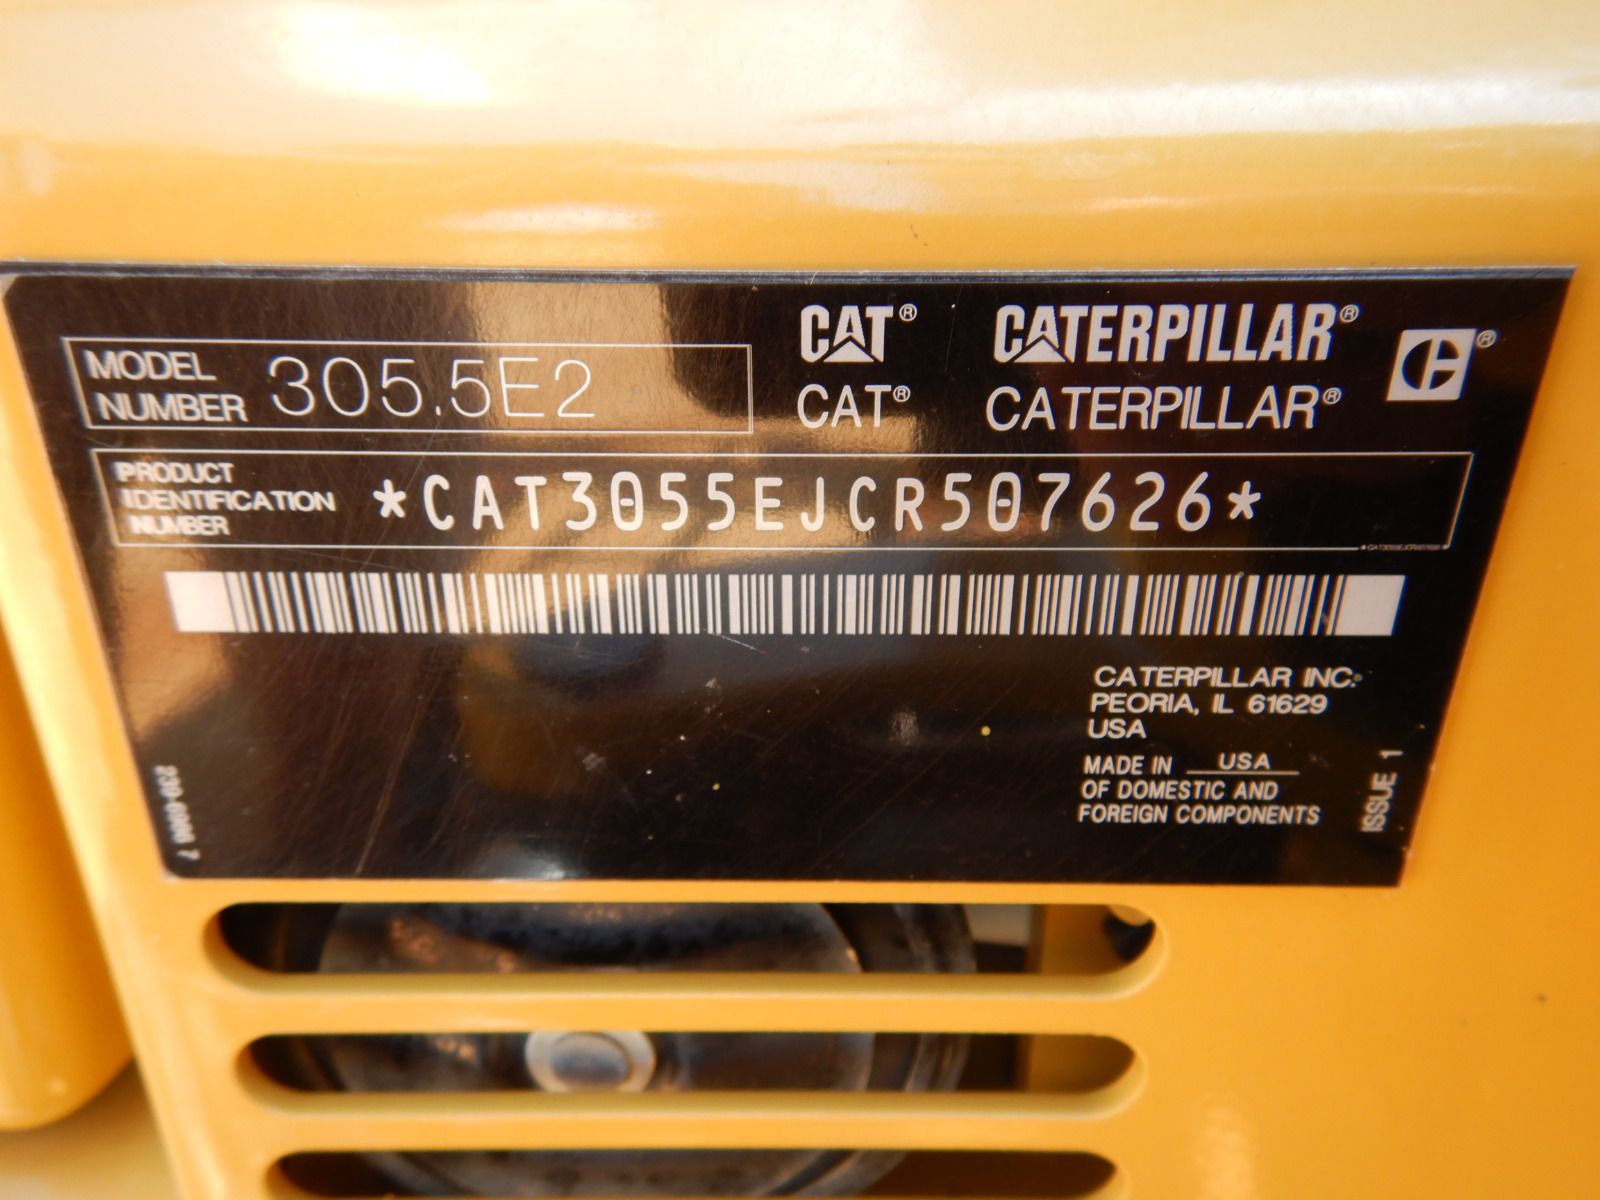 CAT® CATERPILLAR®
MODEL NUMBER 305.5E2
CAT® CATERPILLAR®
PRODUCT IDENTIFICATION NUMBER *CAT3055EJCR507626*
CATERPILLAR INC.
PEORIA, IL 61629
USA
MADE IN USA
OF DOMESTIC AND
FOREIGN COMPONENTS
ISSUE 1